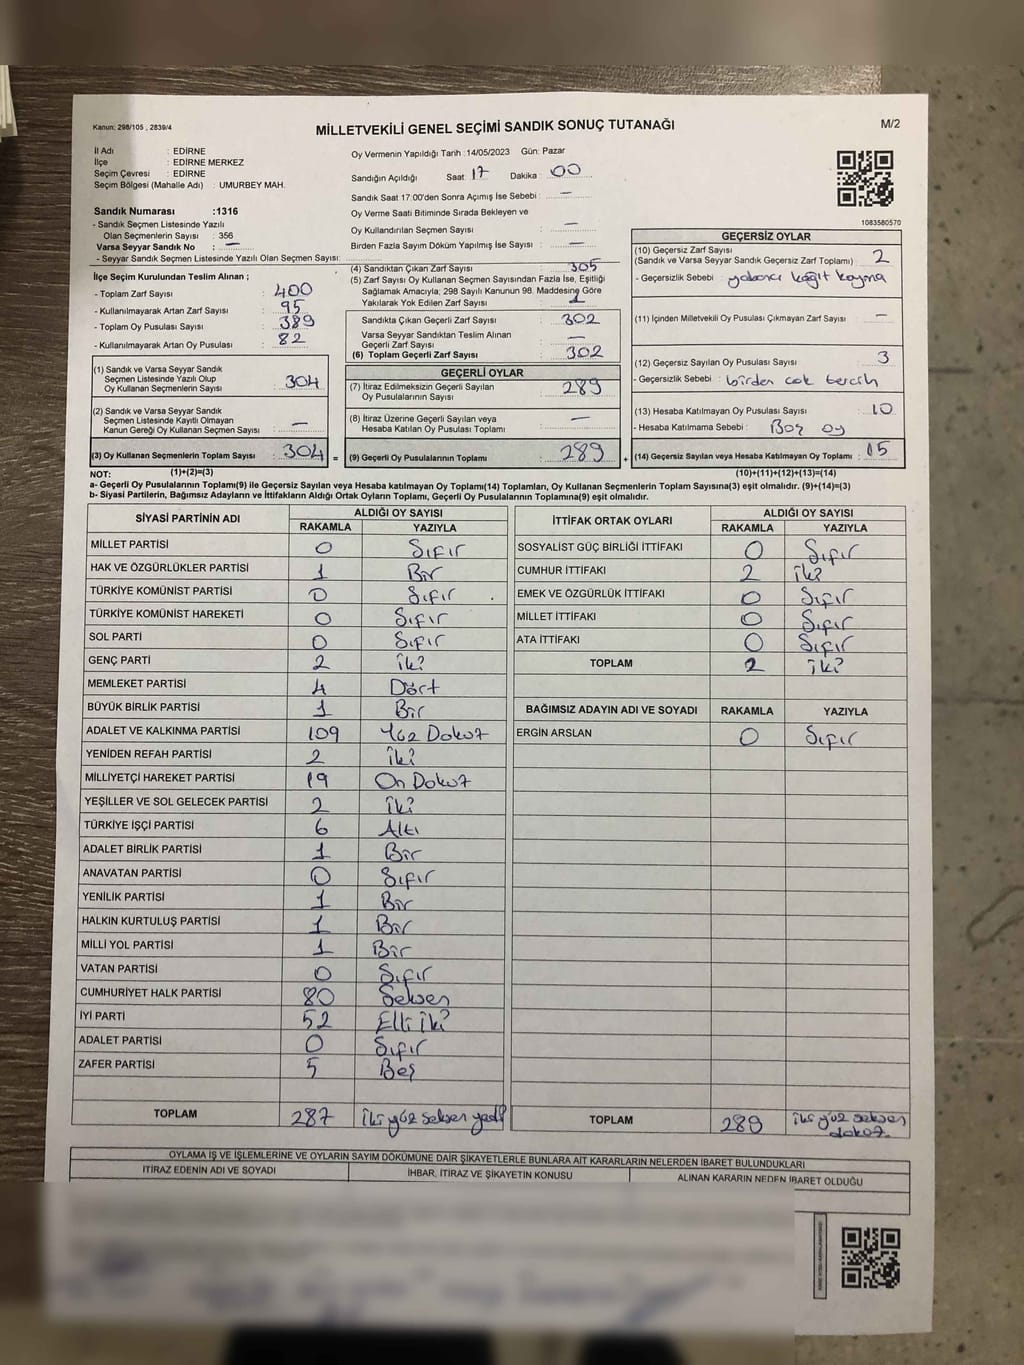 Kanun: 298/105 , 2839/4
MİLLETVEKİLİ GENEL SEÇİMİ SANDIK SONUÇ TUTANAĞI
M/2
İl Adı : EDİRNE
İlçe : EDİRNE MERKEZ
Seçim Çevresi : EDİRNE
Seçim Bölgesi (Mahalle Adı) : UMURBEY MAH.
Sandık Numarası :1316
- Sandık Seçmen Listesinde Yazılı
Olan Seçmenlerin Sayısı : 356
Varsa Seyyar Sandık No : —
- Seyyar Sandık Seçmen Listesinde Yazılı Olan Seçmen Sayısı:
Oy Vermenin Yapıldığı Tarih :14/05/2023 Gün: Pazar
Sandığın Açıldığı Saat 17 Dakika : 00
Sandık Saat 17.00'den Sonra Açımış İse Sebebi : —
Oy Verme Saati Bitiminde Sırada Bekleyen ve
Oy Kullandırılan Seçmen Sayısı : —
Birden Fazla Sayım Döküm Yapılmış İse Sayısı : —
1083580570
İlçe Seçim Kurulundan Teslim Alınan ;
- Toplam Zarf Sayısı : 400
- Kullanılmayarak Artan Zarf Sayısı : 95
- Toplam Oy Pusulası Sayısı : 389
- Kullanılmayarak Artan Oy Pusulası : 82
(1) Sandık ve Varsa Seyyar Sandık
Seçmen Listesinde Yazılı Olup
Oy Kullanan Seçmenlerin Sayısı : 304
(2) Sandık ve Varsa Seyyar Sandık
Seçmen Listesinde Kayıtlı Olmayan
Kanun Gereği Oy Kullanan Seçmen Sayısı : —
(3) Oy Kullanan Seçmenlerin Toplam Sayısı : 304 =
(4) Sandıktan Çıkan Zarf Sayısı : 305
(5) Zarf Sayısı Oy Kullanan Seçmen Sayısından Fazla İse, Eşitliği
Sağlamak Amacıyla, 298 Sayılı Kanunun 98. Maddesine Göre
Yakılarak Yok Edilen Zarf Sayısı : 1
Sandıkta Çıkan Geçerli Zarf Sayısı : 302
Varsa Seyyar Sandıktan Teslim Alınan
Geçerli Zarf Sayısı : —
(6) Toplam Geçerli Zarf Sayısı : 302
GEÇERLİ OYLAR
(7) İtiraz Edilmeksizin Geçerli Sayılan
Oy Pusulalarının Sayısı : 289
(8) İtiraz Üzerine Geçerli Sayılan veya
Hesaba Katılan Oy Pusulası Toplamı : —
(9) Geçerli Oy Pusulalarının Toplamı : 289 +
GEÇERSİZ OYLAR
(10) Geçersiz Zarf Sayısı
(Sandık ve Varsa Seyyar Sandık Geçersiz Zarf Toplamı) : 2
- Geçersizlik Sebebi : yabancı kağıt koyma
(11) İçinden Milletvekili Oy Pusulası Çıkmayan Zarf Sayısı : —
(12) Geçersiz Sayılan Oy Pusulası Sayısı : 3
- Geçersizlik Sebebi : birden çok tercih
(13) Hesaba Katılmayan Oy Pusulası Sayısı : 10
- Hesaba Katılmama Sebebi : Boş oy
(14) Geçersiz Sayılan veya Hesaba Katılmayan Oy Toplamı : 15
NOT: (1)+(2)=(3) (10)+(11)+(12)+(13)=(14)
a- Geçerli Oy Pusulalarının Toplamı(9) ile Geçersiz Sayılan veya Hesaba katılmayan Oy Toplamı(14) Toplamları, Oy Kullanan Seçmenlerin Toplam Sayısına(3) eşit olmalıdır. (9)+(14)=(3)
b- Siyasi Partilerin, Bağımsız Adayların ve İttifakların Aldığı Ortak Oyların Toplamı, Geçerli Oy Pusulalarının Toplamına(9) eşit olmalıdır.
SİYASİ PARTİNİN ADI ALDIĞI OY SAYISI
RAKAMLA YAZIYLA
MİLLET PARTİSİ 0 Sıfır
HAK VE ÖZGÜRLÜKLER PARTİSİ 1 Bir
TÜRKİYE KOMÜNİST PARTİSİ 0 Sıfır
TÜRKİYE KOMÜNİST HAREKETİ 0 Sıfır
SOL PARTİ 0 Sıfır
GENÇ PARTİ 2 İki
MEMLEKET PARTİSİ 4 Dört
BÜYÜK BİRLİK PARTİSİ 1 Bir
ADALET VE KALKINMA PARTİSİ 109 Yüz Dokuz
YENİDEN REFAH PARTİSİ 2 İki
MİLLİYETÇİ HAREKET PARTİSİ 19 On Dokuz
YEŞİLLER VE SOL GELECEK PARTİSİ 2 İki
TÜRKİYE İŞÇİ PARTİSİ 6 Altı
ADALET BİRLİK PARTİSİ 1 Bir
ANAVATAN PARTİSİ 0 Sıfır
YENİLİK PARTİSİ 1 Bir
HALKIN KURTULUŞ PARTİSİ 1 Bir
MİLLİ YOL PARTİSİ 1 Bir
VATAN PARTİSİ 0 Sıfır
CUMHURİYET HALK PARTİSİ 80 Seksen
İYİ PARTİ 52 Elli iki
ADALET PARTİSİ 0 Sıfır
ZAFER PARTİSİ 5 Beş
TOPLAM 287 İki yüz seksen yedi
İTTİFAK ORTAK OYLARI ALDIĞI OY SAYISI
RAKAMLA YAZIYLA
SOSYALİST GÜÇ BİRLİĞİ İTTİFAKI 0 Sıfır
CUMHUR İTTİFAKI 2 İki
EMEK VE ÖZGÜRLÜK İTTİFAKI 0 Sıfır
MİLLET İTTİFAKI 0 Sıfır
ATA İTTİFAKI 0 Sıfır
TOPLAM 2 İki
BAĞIMSIZ ADAYIN ADI VE SOYADI RAKAMLA YAZIYLA
ERGİN ARSLAN 0 Sıfır
TOPLAM 289 iki yüz seksen
dokuz
OYLAMA İŞ VE İŞLEMLERİNE VE OYLARIN SAYIM DÖKÜMÜNE DAİR ŞİKAYETLERLE BUNLARA AİT KARARLARIN NELERDEN İBARET BULUNDUKLARI
İTİRAZ EDENİN ADI VE SOYADI İHBAR, İTİRAZ VE ŞİKAYETİN KONUSU ALINAN KARARIN NEDEN İBARET OLDUĞU